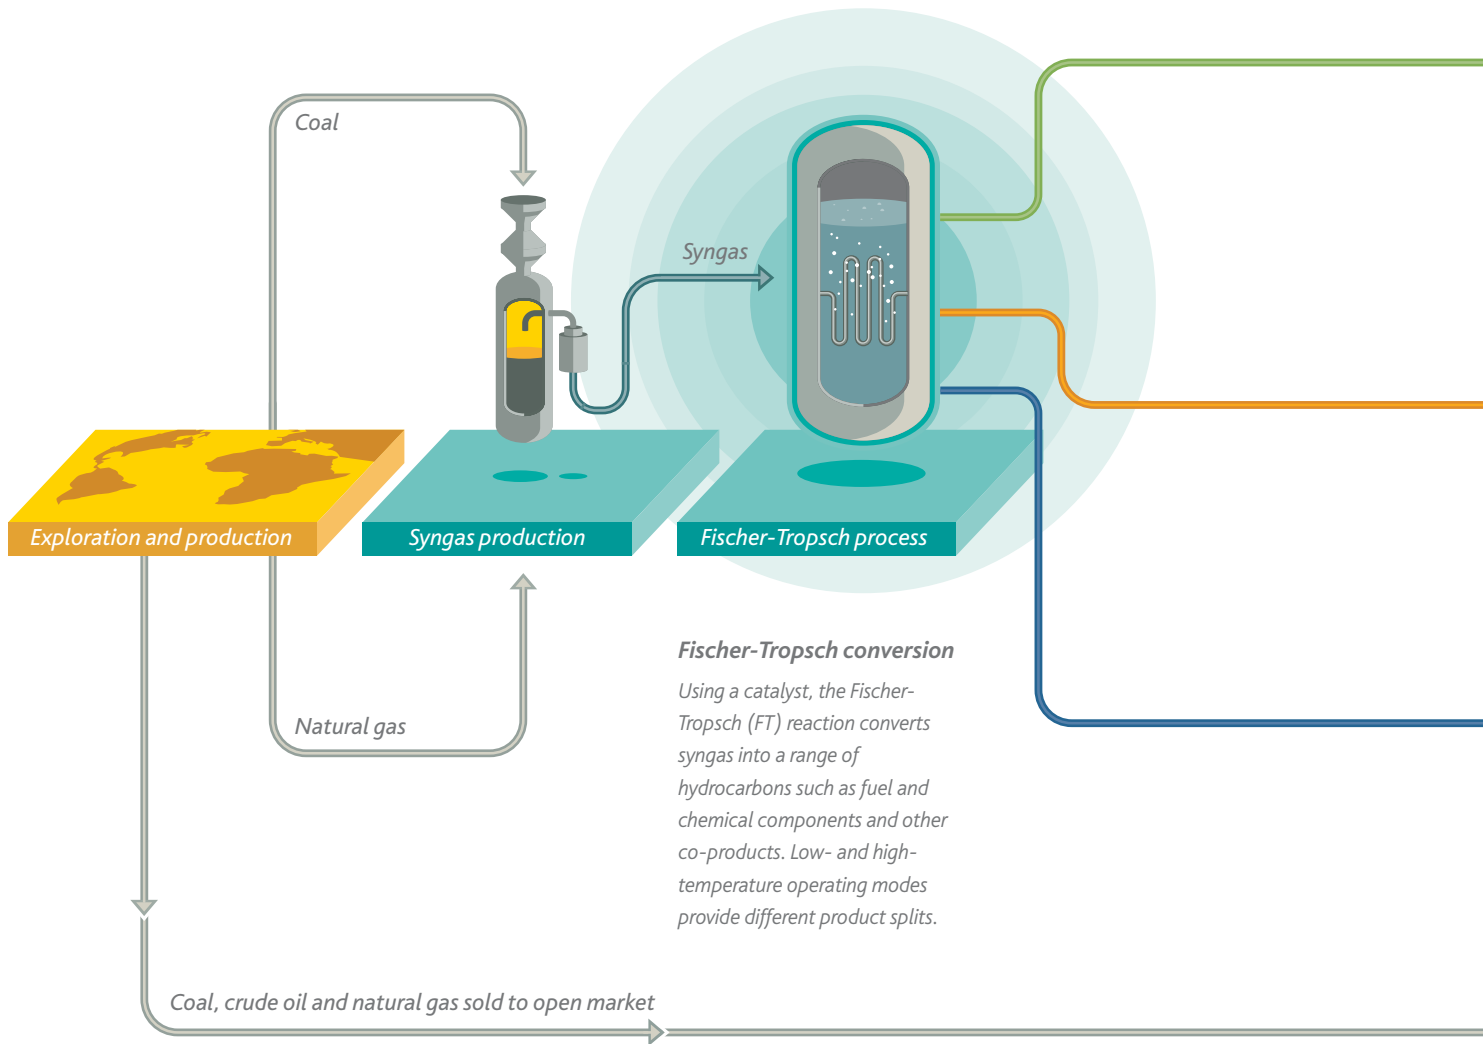 Coal
Syngas
Exploration and production
Syngas production
Fischer-Tropsch process
Natural gas
Fischer-Tropsch conversion
Using a catalyst, the Fischer-
Tropsch (FT) reaction converts
syngas into a range of
hydrocarbons such as fuel and
chemical components and other
co-products. Low- and high-
temperature operating modes
provide different product splits.
Coal, crude oil and natural gas sold to open market